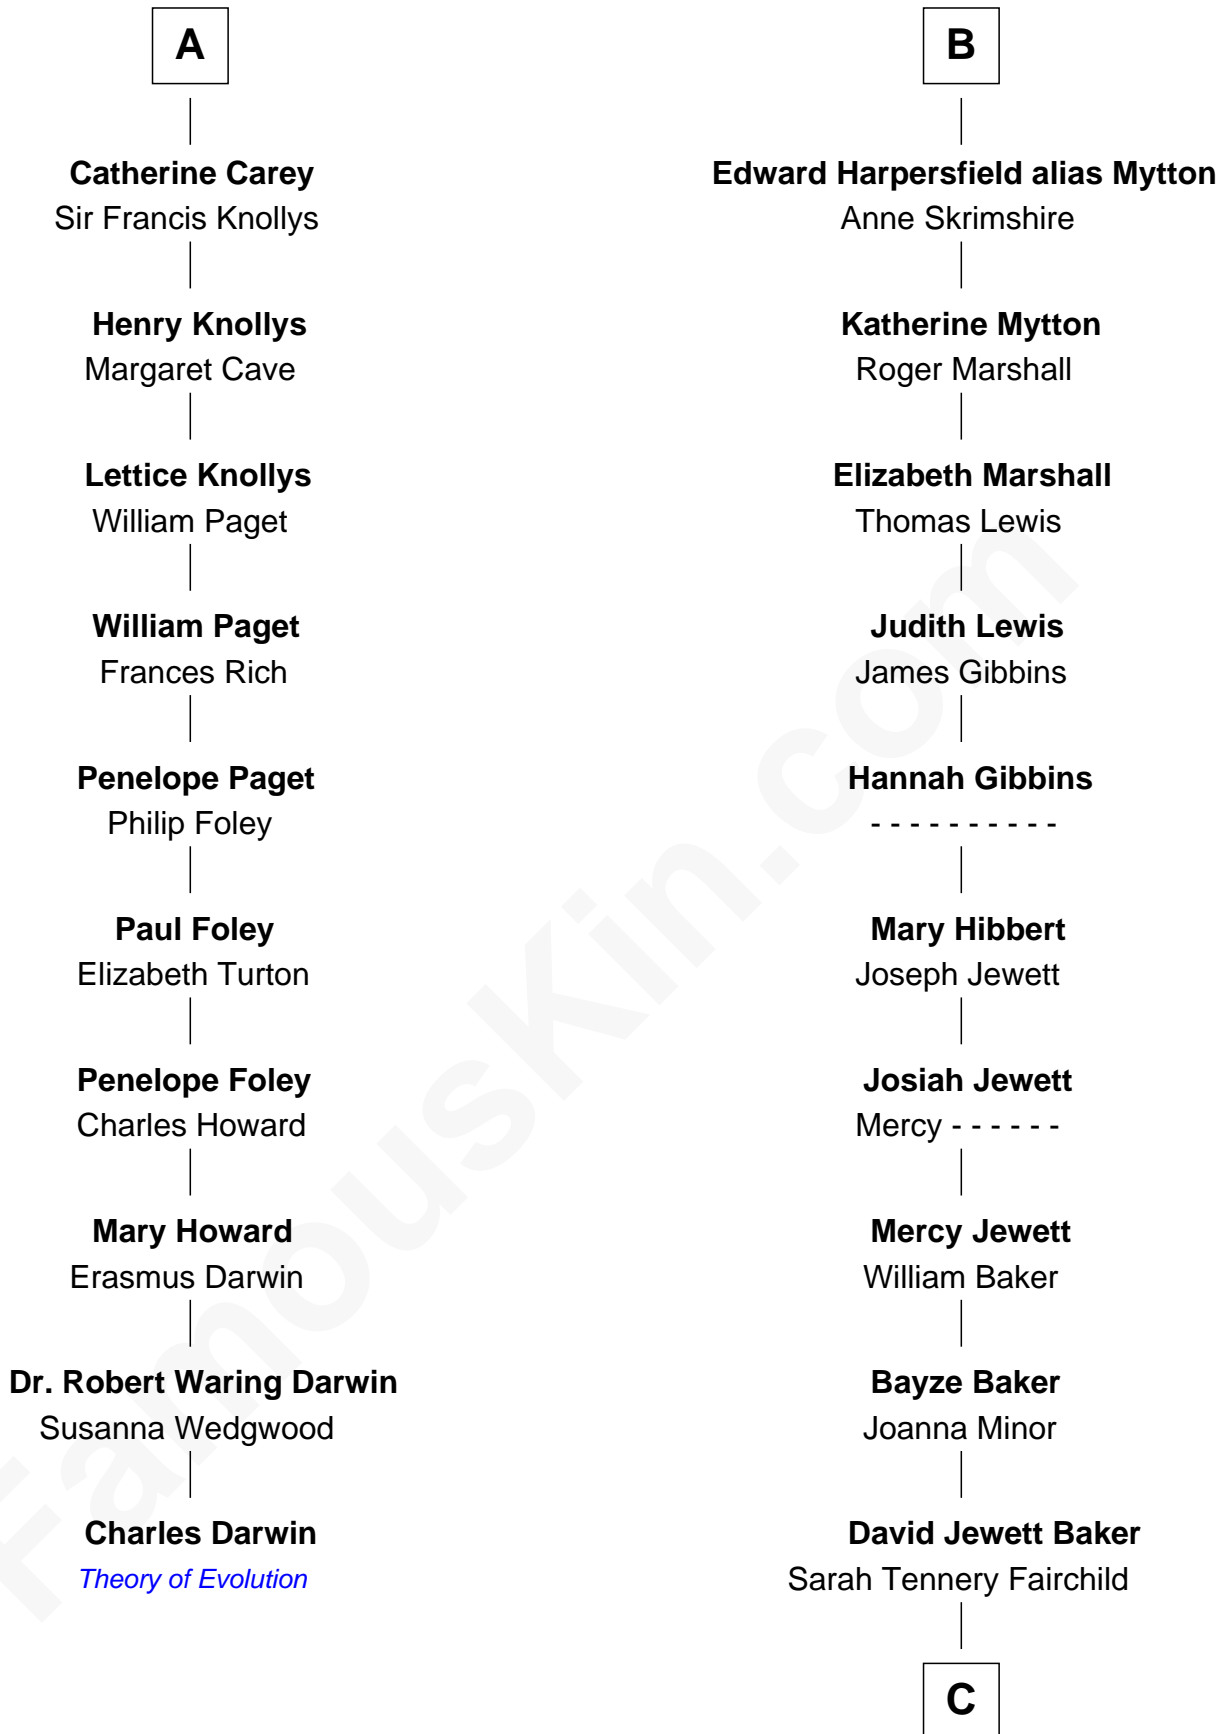 A
Catherine Carey
Sir Francis Knollys
Henry Knollys
Margaret Cave
Lettice Knollys
William Paget
William Paget
Frances Rich
Penelope Paget
Philip Foley
Paul Foley
Elizabeth Turton
Penelope Foley
Charles Howard
Mary Howard
Erasmus Darwin
Dr. Robert Waring Darwin
Susanna Wedgwood
Charles Darwin
Theory of Evolution
B
Edward Harpersfield alias Mytton
Anne Skrimshire
Katherine Mytton
Roger Marshall
Elizabeth Marshall
Thomas Lewis
Judith Lewis
James Gibbins
Hannah Gibbins
- - - - - - - - - -
Mary Hibbert
Joseph Jewett
Josiah Jewett
Mercy - - - - - -
Mercy Jewett
William Baker
Bayze Baker
Joanna Minor
David Jewett Baker
Sarah Tennery Fairchild
C
FamousKin.com